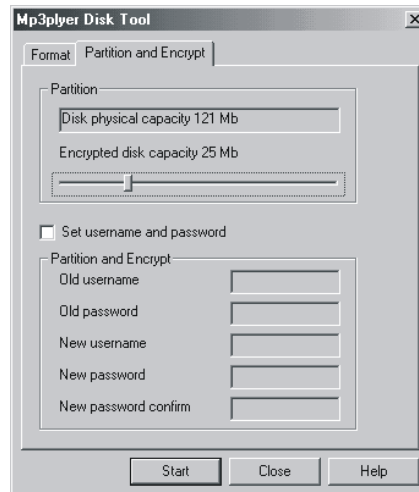 Mp3plyer Disk Tool
Format
Partition and Encrypt
Partition
Disk physical capacity 121 Mb
Encrypted disk capacity 25 Mb
Set username and password
Partition and Encrypt
Old username
Old password
New username
New password
New password confirm
Start
Close
Help